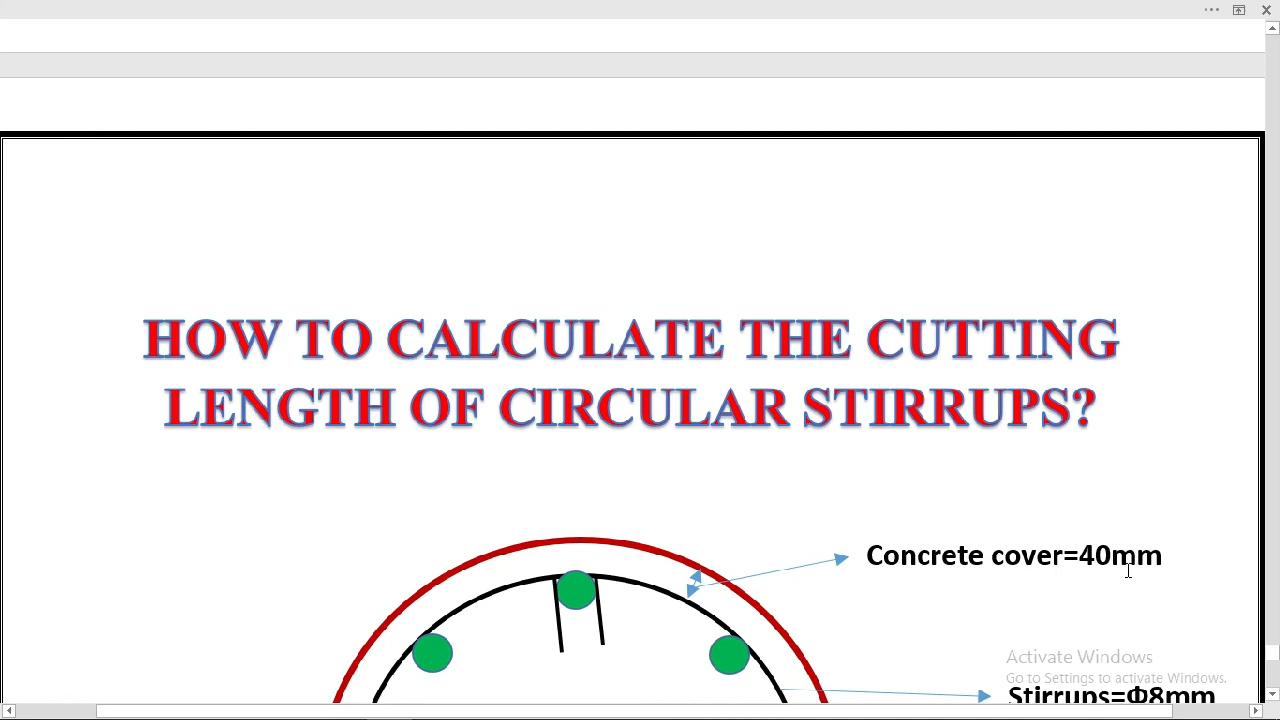 HOW TO CALCULATE THE CUTTING
LENGTH OF CIRCULAR STIRRUPS?
Concrete cover=40mm
Activate Windows
Go to Settings to activate Windows.
Stirrups=Φ8mm